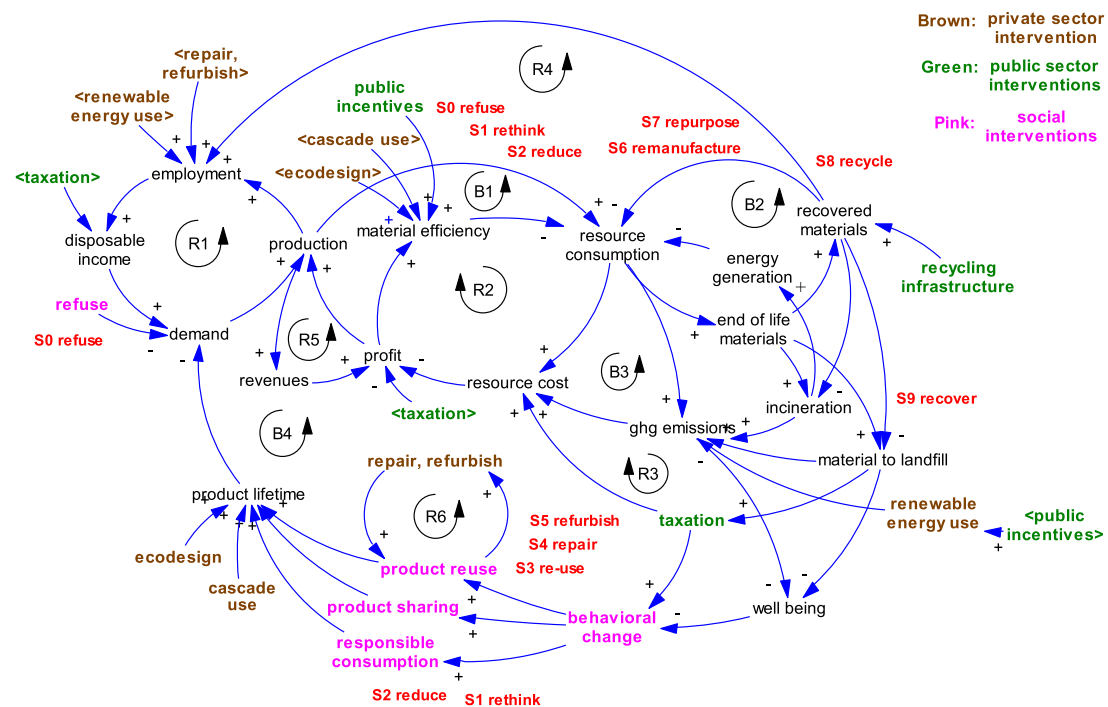 Brown: private sector
intervention
Green: public sector
interventions
Pink: social
interventions
R4
<repair,
refurbish>
<renewable
energy use>
public
incentives
S0 refuse
S1 rethink
S2 reduce
<cascade use>
<ecodesign>
S7 repurpose
S6 remanufacture
S8 recycle
<taxation>
employment
B1
B2
recovered
materials
disposable
income
R1
production
material efficiency
resource
consumption
energy
generation
recycling
infrastructure
refuse
S0 refuse
demand
R2
end of life
materials
R5
revenues
profit
resource cost
B3
<taxation>
incineration
S9 recover
B4
ghg emissions
material to landfill
repair, refurbish
R3
product lifetime
R6
renewable
energy use
<public
incentives>
S5 refurbish
S4 repair
S3 re-use
taxation
ecodesign
product reuse
cascade
use
product sharing
behavioral
change
well being
responsible
consumption
S2 reduce
S1 rethink